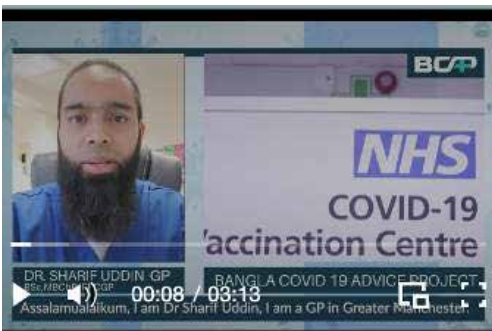 BCAP
NHS
COVID-19
accination Centre
DR. SHARIF UDDIN GP
BANGLA COVID 19 ADVICE PROJECT
00:08 / 03:13
Assalamualaikum, I am Dr Sharif Uddin, I am a GP in Greater Manchester.